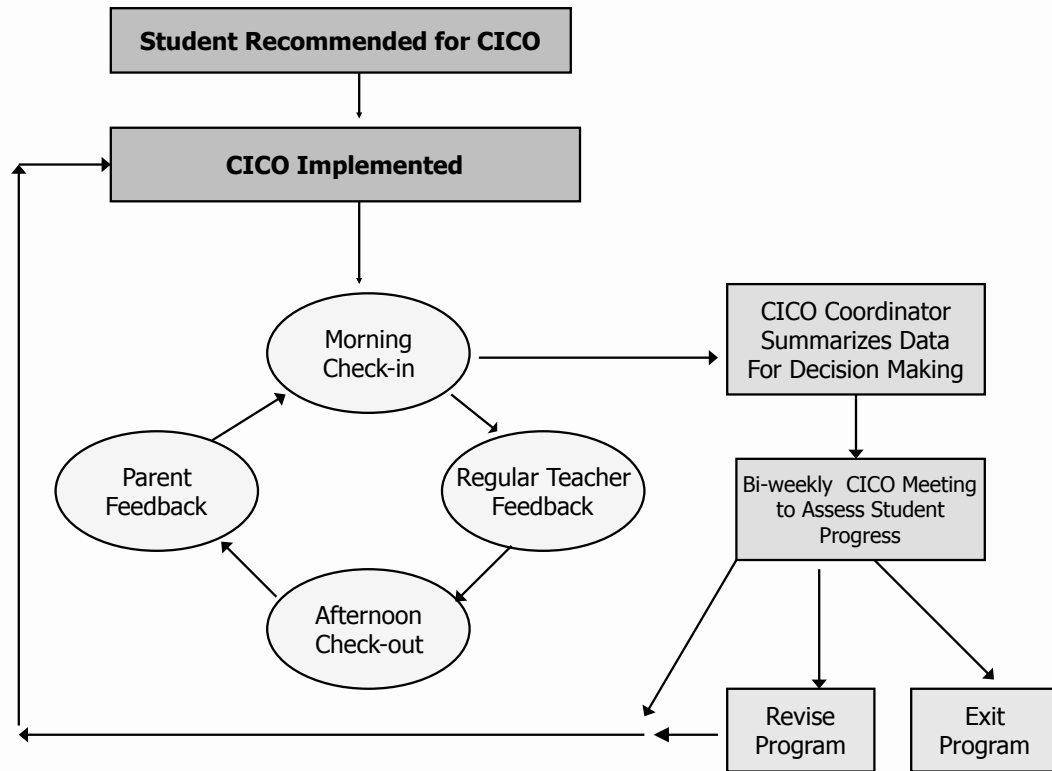 Student Recommended for CICO
CICO Implemented
Morning
Check-in
CICO Coordinator
Summarizes Data
For Decision Making
Parent
Feedback
Regular Teacher
Feedback
Bi-weekly CICO Meeting
to Assess Student
Progress
Afternoon
Check-out
Revise
Program
Exit
Program